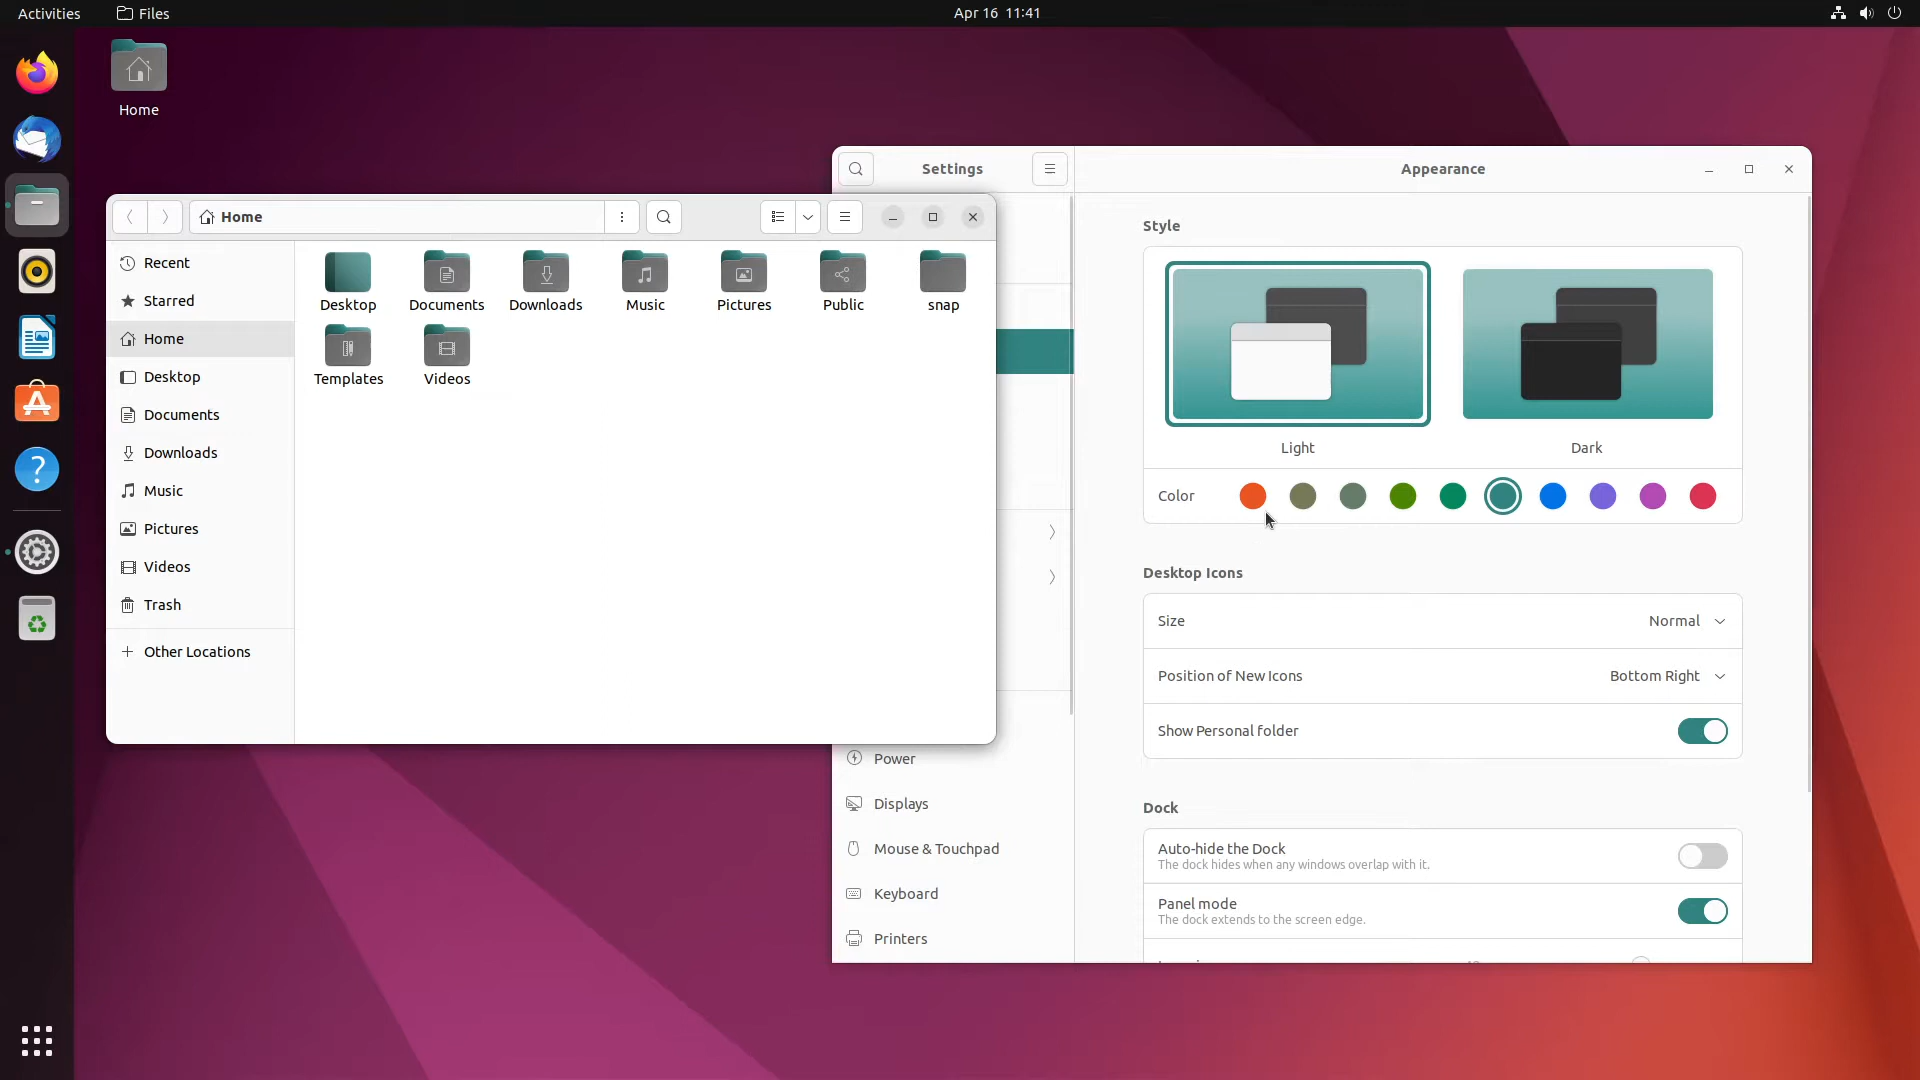 Activities
Files
Apr 16 11:41
Home
Settings
Appearance
Home
Recent
Starred
Home
Desktop
Documents
Downloads
Music
Pictures
Videos
Trash
Other Locations
Desktop
Documents
Downloads
Music
Pictures
Public
snap
Templates
Videos
Power
Displays
Mouse & Touchpad
Keyboard
Printers
Style
Light
Dark
Color
Desktop Icons
Size
Normal
Position of New Icons
Bottom Right
Show Personal folder
Dock
Auto-hide the Dock
The dock hides when any windows overlap with it.
Panel mode
The dock extends to the screen edge.